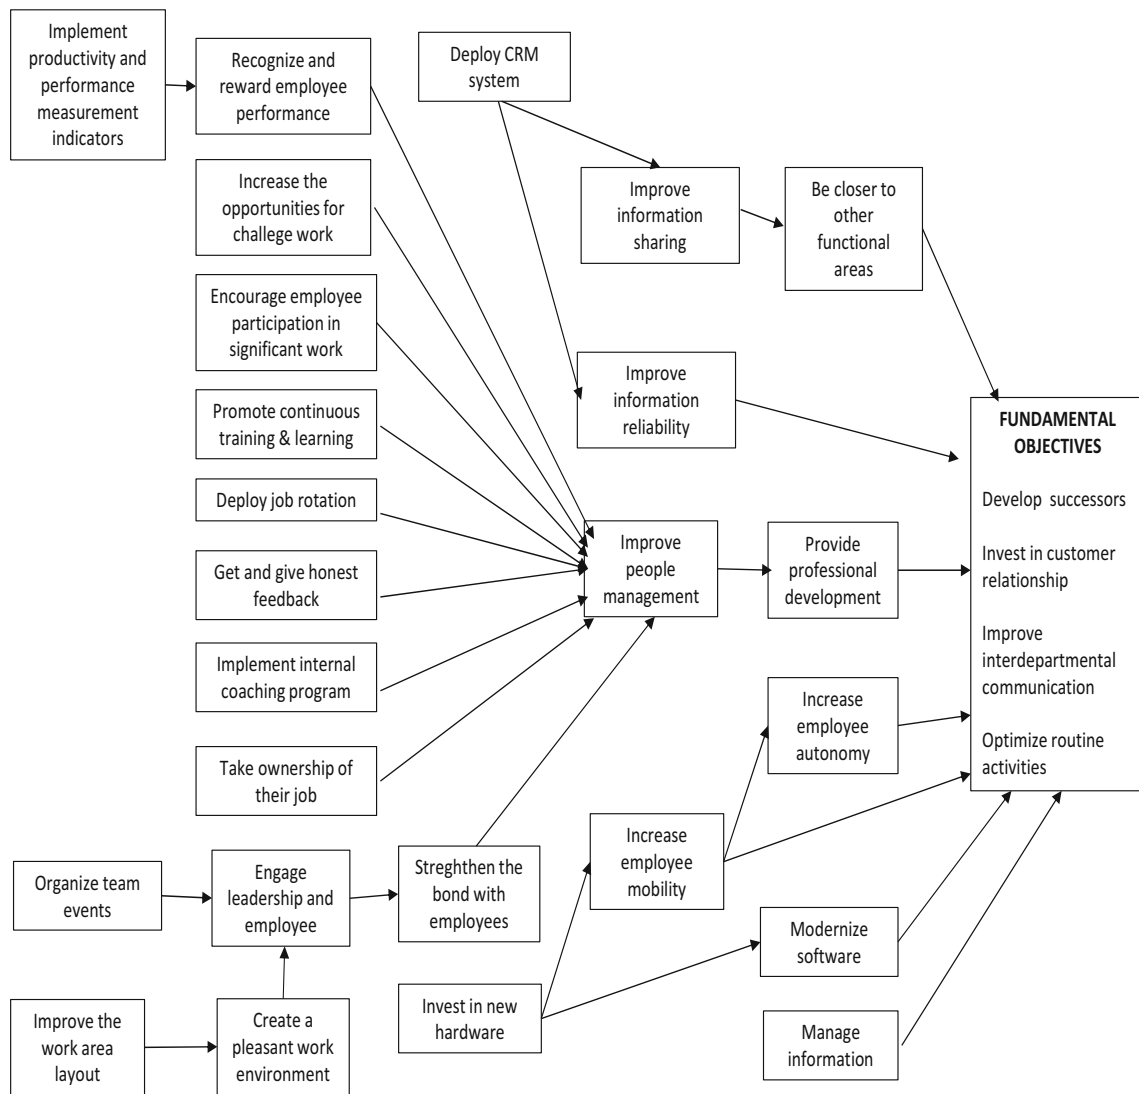 Implement
productivity and
performance
measurement
indicators
Recognize and
reward employee
performance
Deploy CRM
system
Increase the
opportunities for
challege work
Improve
information
sharing
Be closer to
other
functional
areas
Encourage employee
participation in
significant work
Improve
information
reliability
Promote continuous
training & learning
Deploy job rotation
Get and give honest
feedback
Implement internal
coaching program
Take ownership of
their job
Improve
people
management
Provide
professional
development
FUNDAMENTAL
OBJECTIVES
Develop successors
Invest in customer
relationship
Improve
interdepartmental
communication
Optimize routine
activities
Increase
employee
autonomy
Increase
employee
mobility
Organize team
events
Engage
leadership and
employee
Streghthen the
bond with
employees
Modernize
software
Improve the
work area
layout
Create a
pleasant work
environment
Invest in new
hardware
Manage
information